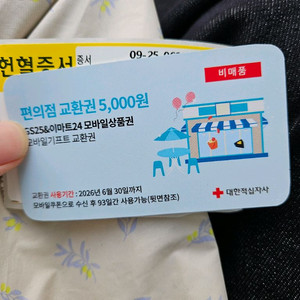 헌혈증서
증서
09-25
비매품
편의점 교환권 5,000원
GS25&이마트24 모바일상품권
모바일기프트 교환권
교환권 사용기간 : 2026년 6월 30일까지
모바일쿠폰으로 수신 후 93일간 사용가능(뒷면참조)
대한적십자사